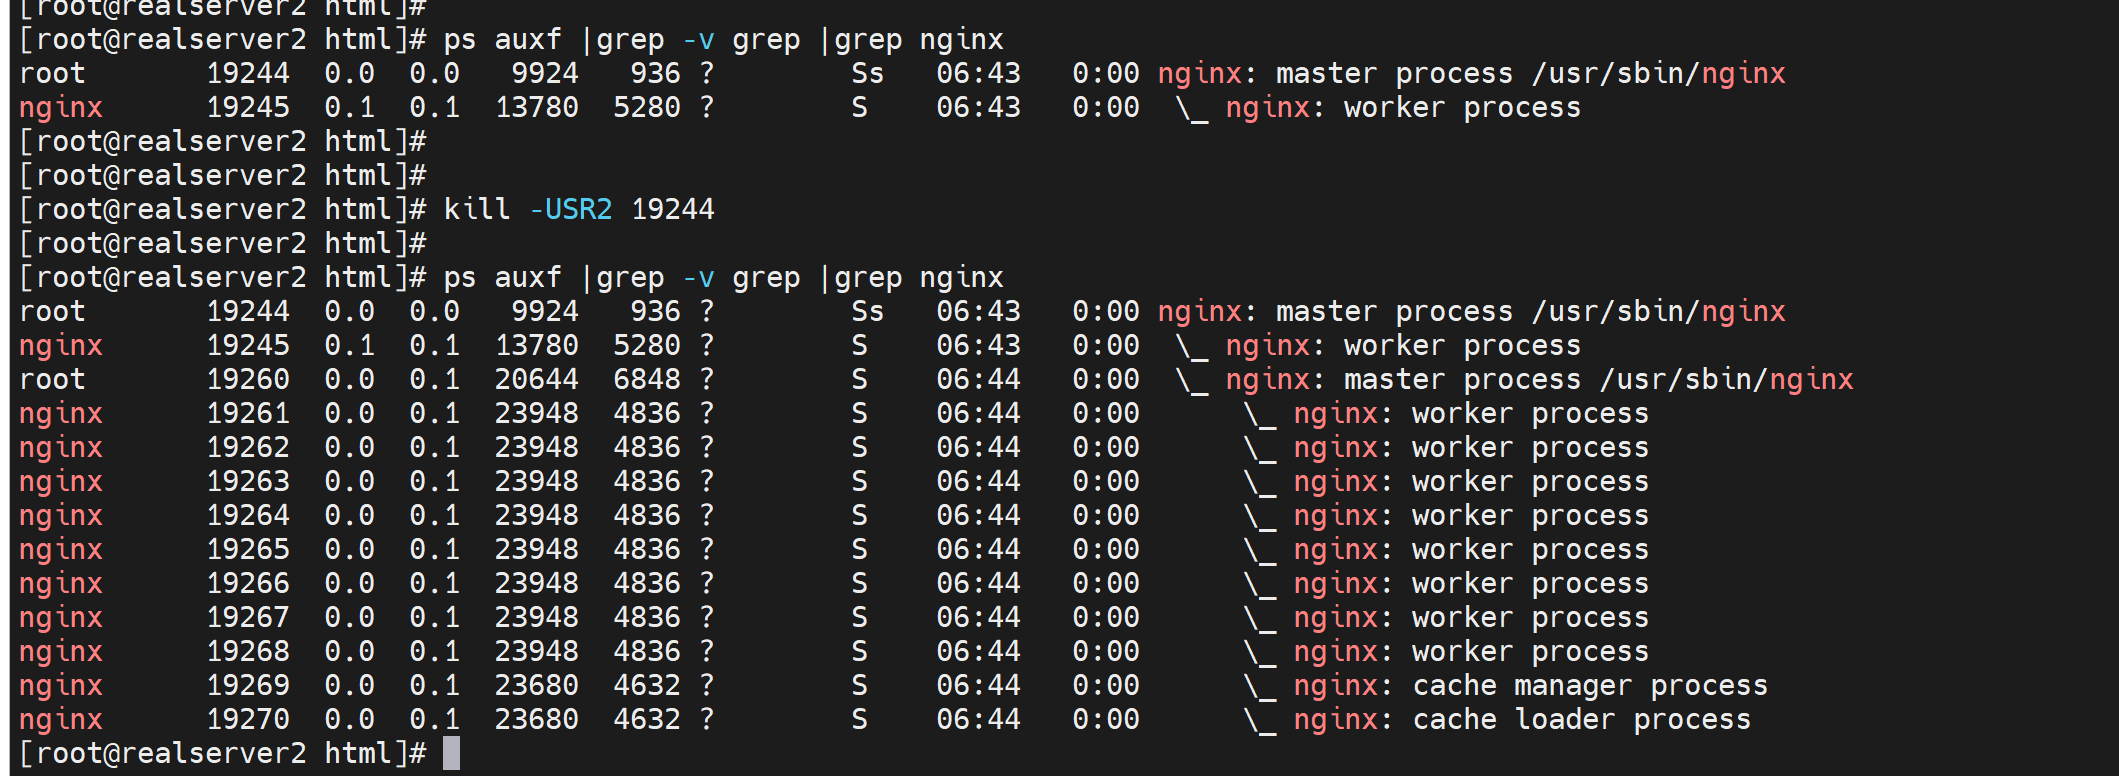 [root@realserver2 html]#
[root@realserver2 html]# ps auxf |grep -v grep |grep nginx
root       19244  0.0  0.0   9924   936 ?        Ss   06:43   0:00 nginx: master process /usr/sbin/nginx
nginx      19245  0.1  0.1  13780  5280 ?        S    06:43   0:00  \_ nginx: worker process
[root@realserver2 html]#
[root@realserver2 html]#
[root@realserver2 html]# kill -USR2 19244
[root@realserver2 html]#
[root@realserver2 html]# ps auxf |grep -v grep |grep nginx
root       19244  0.0  0.0   9924   936 ?        Ss   06:43   0:00 nginx: master process /usr/sbin/nginx
nginx      19245  0.1  0.1  13780  5280 ?        S    06:43   0:00  \_ nginx: worker process
root       19260  0.0  0.1  20644  6848 ?        S    06:44   0:00  \_ nginx: master process /usr/sbin/nginx
nginx      19261  0.0  0.1  23948  4836 ?        S    06:44   0:00      \_ nginx: worker process
nginx      19262  0.0  0.1  23948  4836 ?        S    06:44   0:00      \_ nginx: worker process
nginx      19263  0.0  0.1  23948  4836 ?        S    06:44   0:00      \_ nginx: worker process
nginx      19264  0.0  0.1  23948  4836 ?        S    06:44   0:00      \_ nginx: worker process
nginx      19265  0.0  0.1  23948  4836 ?        S    06:44   0:00      \_ nginx: worker process
nginx      19266  0.0  0.1  23948  4836 ?        S    06:44   0:00      \_ nginx: worker process
nginx      19267  0.0  0.1  23948  4836 ?        S    06:44   0:00      \_ nginx: worker process
nginx      19268  0.0  0.1  23948  4836 ?        S    06:44   0:00      \_ nginx: worker process
nginx      19269  0.0  0.1  23680  4632 ?        S    06:44   0:00      \_ nginx: cache manager process
nginx      19270  0.0  0.1  23680  4632 ?        S    06:44   0:00      \_ nginx: cache loader process
[root@realserver2 html]#